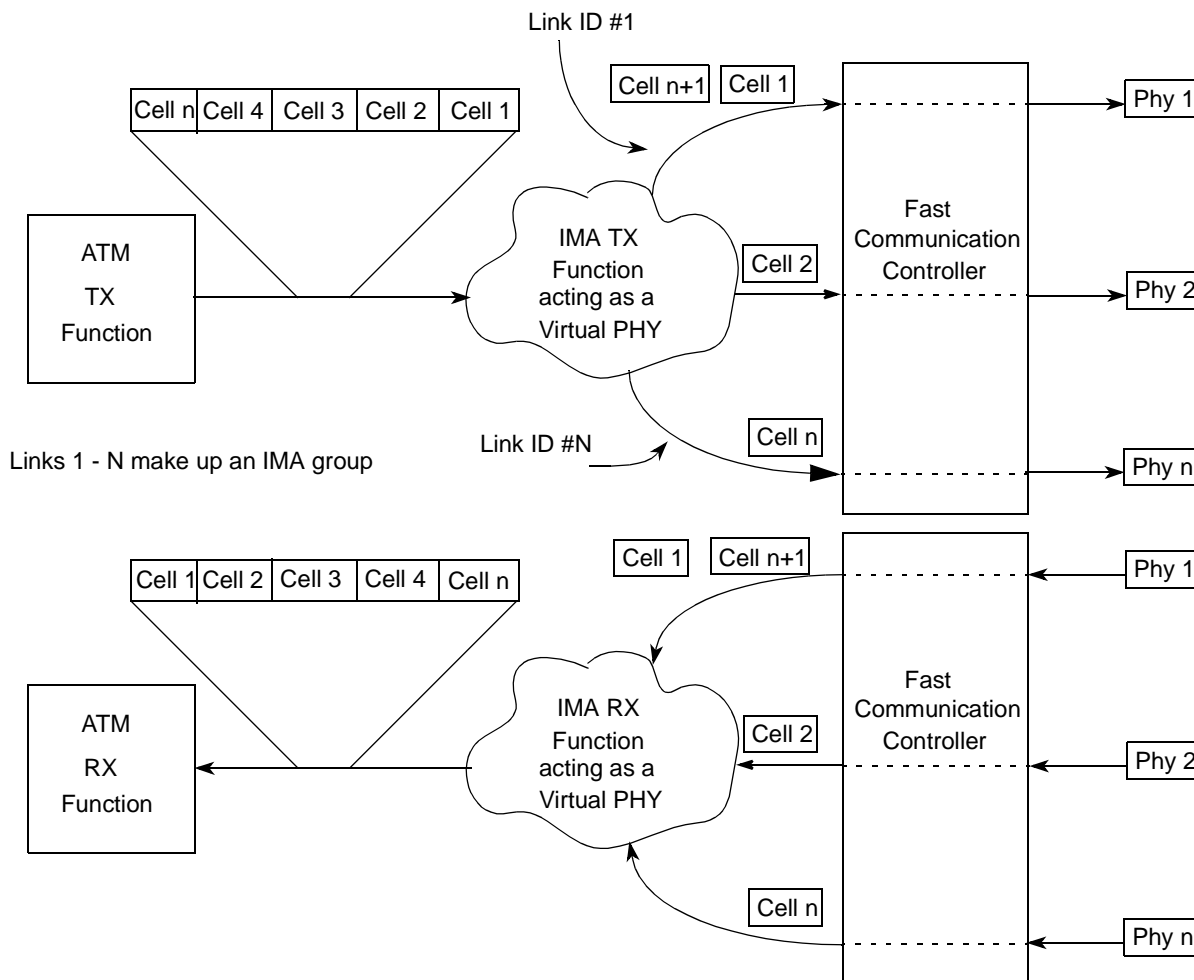 Link ID #1
Cell n+1 Cell 1
Phy 1
Cell n Cell 4 Cell 3 Cell 2 Cell 1
ATM
TX
Function
IMA TX
Function
acting as a
Virtual PHY
Cell 2
Fast
Communication
Controller
Phy 2
Links 1 - N make up an IMA group
Link ID #N
Cell n
Phy n
Cell 1 Cell n+1
Phy 1
Cell 1 Cell 2 Cell 3 Cell 4 Cell n
ATM
RX
Function
IMA RX
Function
acting as a
Virtual PHY
Cell 2
Fast
Communication
Controller
Phy 2
Cell n
Phy n